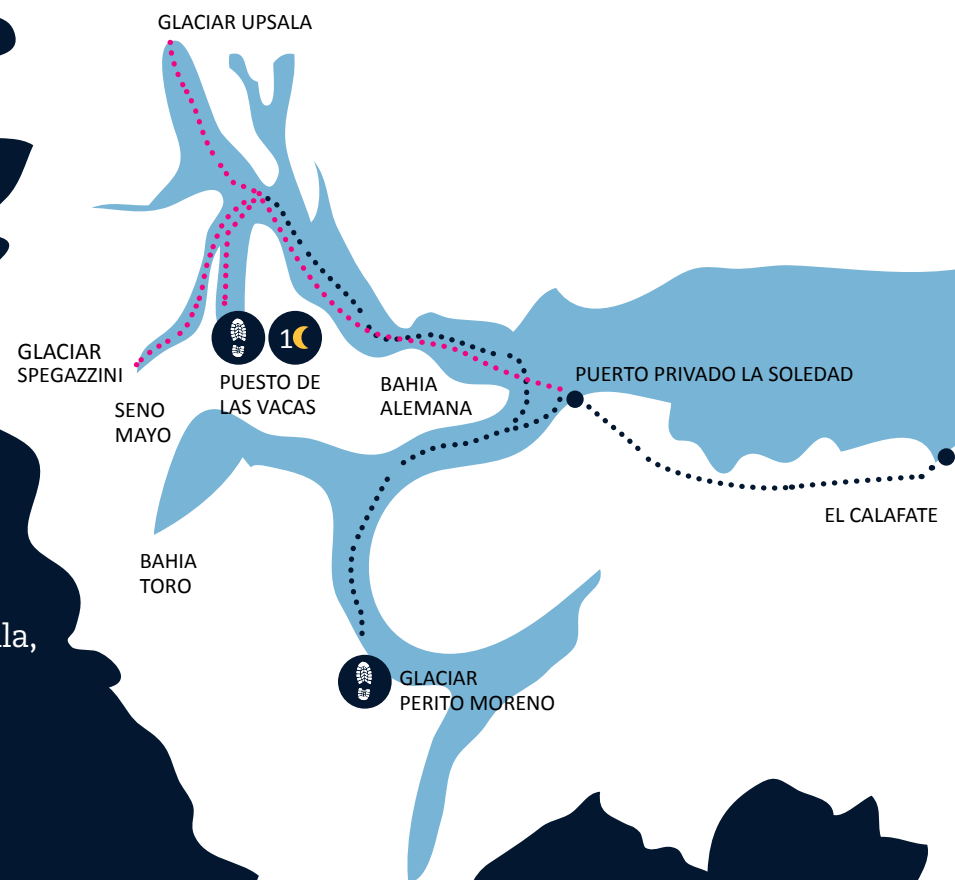 GLACIAR UPSALA
GLACIAR
SPEGAZZINI
1
PUESTO DE
LAS VACAS
SENO
MAYO
BAHIA
ALEMANA
PUERTO PRIVADO LA SOLEDAD
EL CALAFATE
BAHIA
TORO
la,
GLACIAR
PERITO MORENO